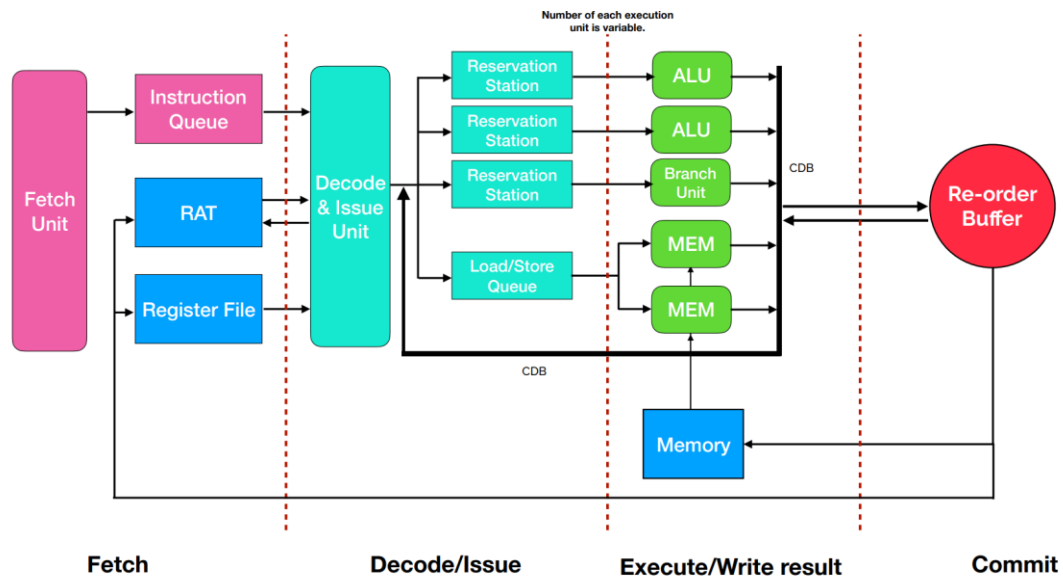 Number of each execution
unit is variable.
Fetch
Unit
Instruction
Queue
RAT
Register File
Decode
& Issue
Unit
Reservation
Station
Reservation
Station
Reservation
Station
Load/Store
Queue
ALU
ALU
Branch
Unit
MEM
MEM
CDB
CDB
Memory
Re-order
Buffer
Fetch
Decode/Issue
Execute/Write result
Commit